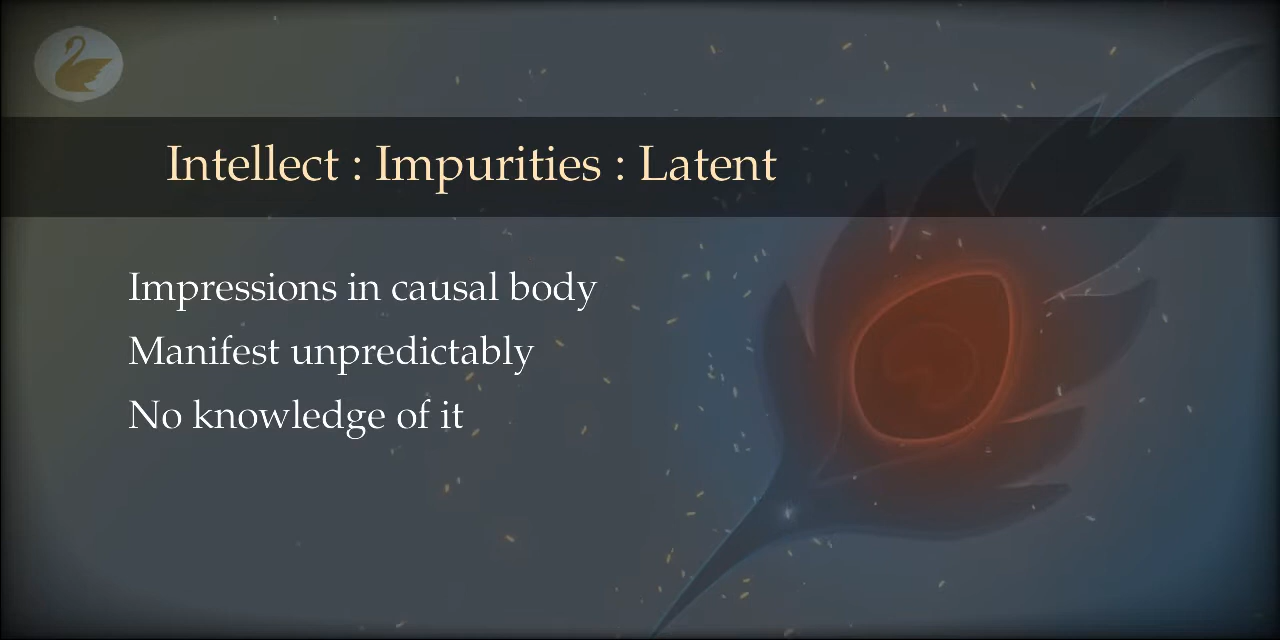 Intellect : Impurities : Latent
Impressions in causal body
Manifest unpredictably
No knowledge of it